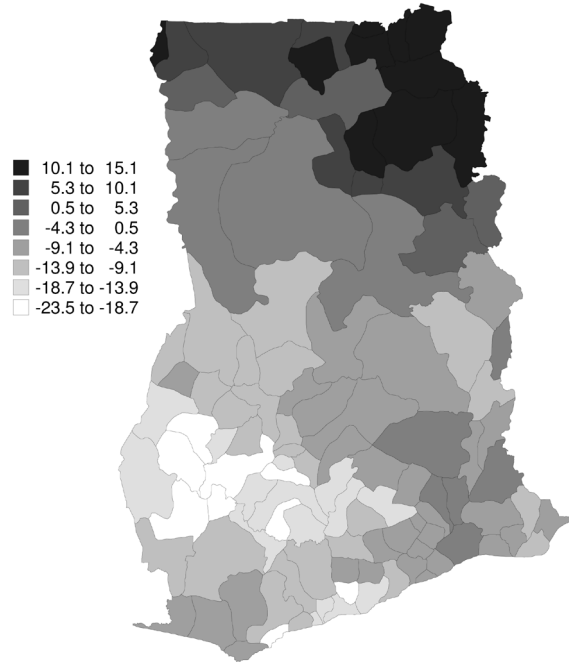 10.1 to 15.1
5.3 to 10.1
0.5 to 5.3
-4.3 to 0.5
-9.1 to -4.3
-13.9 to -9.1
-18.7 to -13.9
-23.5 to -18.7